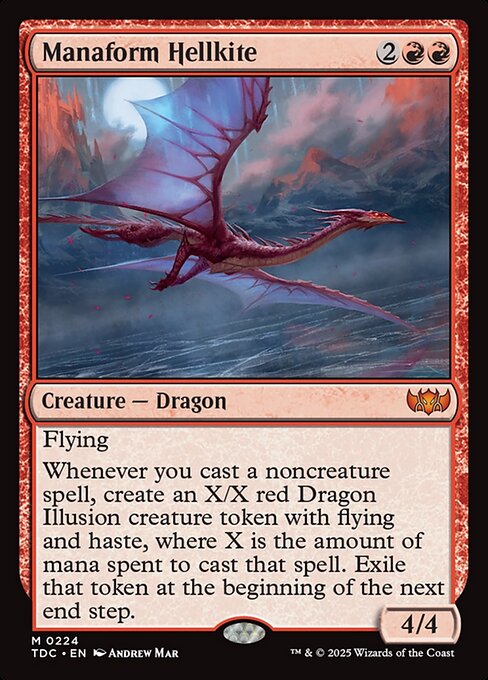 Manaform Hellkite 2
Creature — Dragon
Flying
Whenever you cast a noncreature
spell, create an X/X red Dragon
Illusion creature token with flying
and haste, where X is the amount of
mana spent to cast that spell. Exile
that token at the beginning of the next
end step.
4/4
M 0224
TDC • EN Andrew Mar
™ & © 2025 Wizards of the Coast